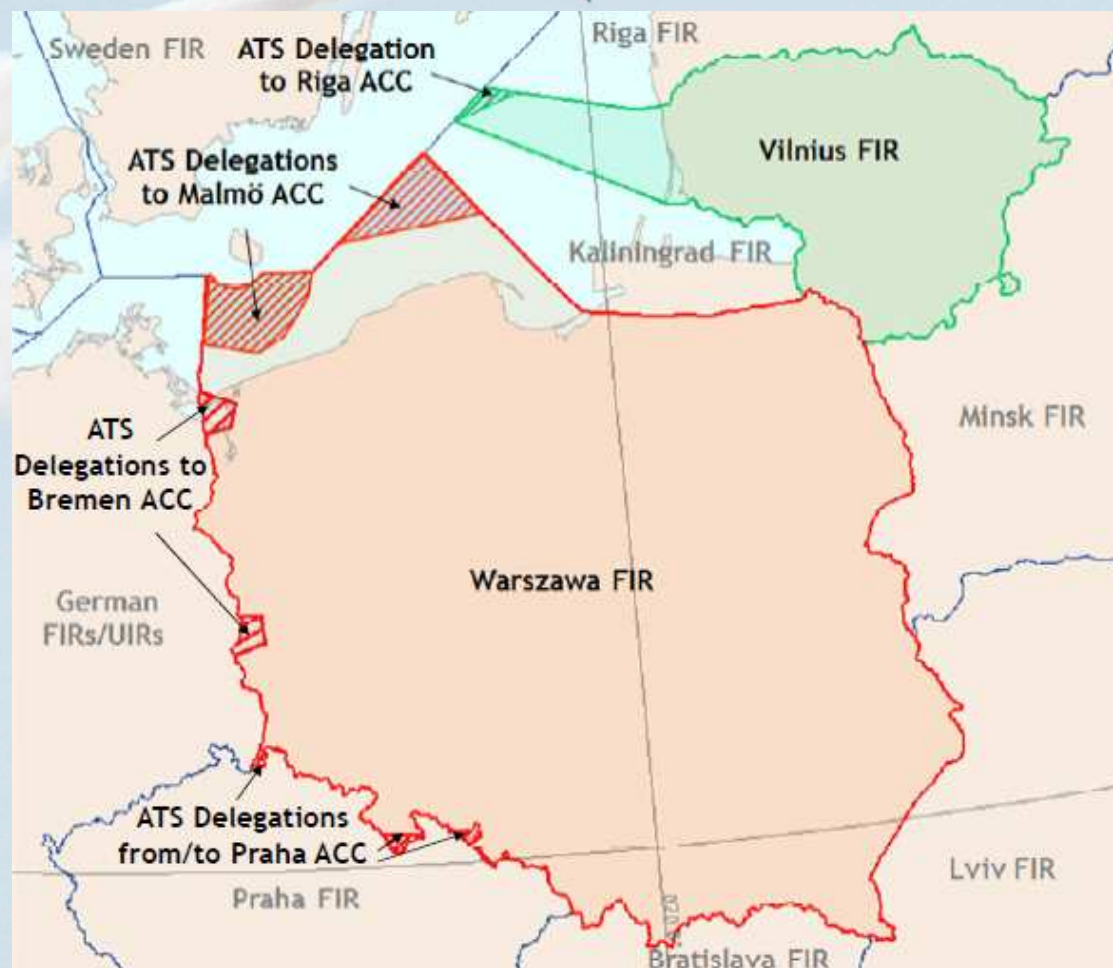 Sweden FIR
ATS Delegation
to Riga ACC
Riga FIR
ATS Delegations
to Malmö ACC
Vilnius FIR
Kaliningrad FIR
Minsk FIR
ATS
Delegations to
Bremen ACC
Warszawa FIR
German
FIRs/UIRs
ATS Delegations
from/to Praha ACC
Praha FIR
Lviv FIR
Bratislava FIR